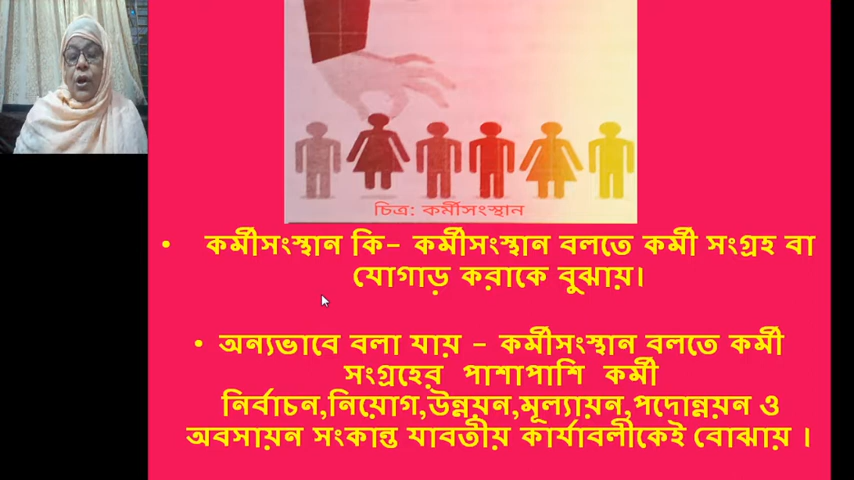 চিত্র: কর্মীসংস্থান
• কর্মীসংস্থান কি– কর্মীসংস্থান বলতে কর্মী সংগ্রহ বা
যোগাড় করাকে বুঝায়।
• অন্যভাবে বলা যায় – কর্মীসংস্থান বলতে কর্মী
সংগ্রহের পাশাপাশি কর্মী
নির্বাচন,নিয়োগ,উন্নয়ন,মূল্যায়ন,পদোন্নয়ন ও
অবসায়ন সংকান্ত যাবতীয় কার্যাবলীকেই বোঝায় ।